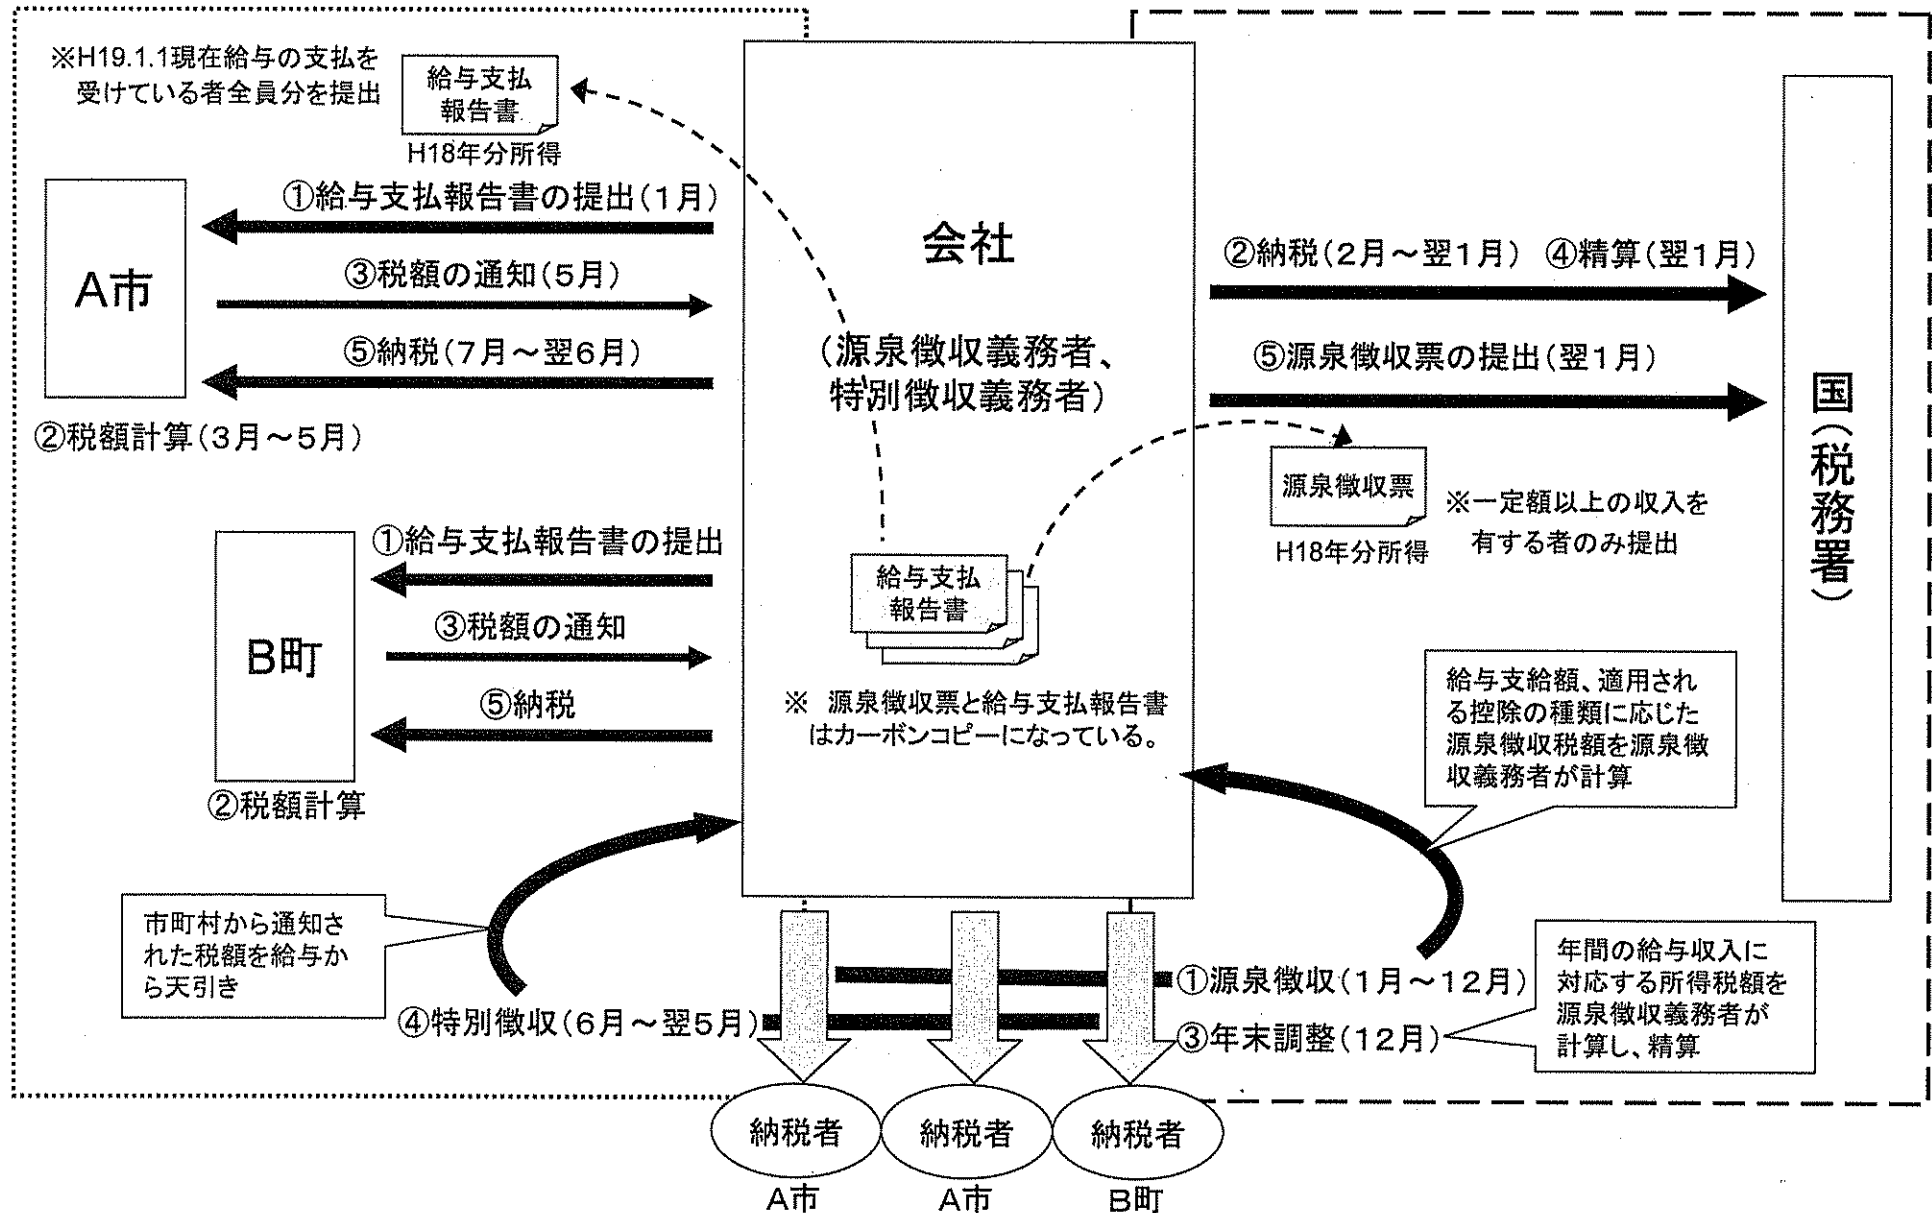 ※H19.1.1現在給与の支払を
受けている者全員分を提出
給与支払
報告書
H18年分所得
A市
①給与支払報告書の提出(1月)
③税額の通知(5月)
⑤納税(7月～翌6月)
②税額計算(3月～5月)
B町
①給与支払報告書の提出
③税額の通知
⑤納税
②税額計算
市町村から通知さ
れた税額を給与か
ら天引き
④特別徴収(6月～翌5月)
会社
(源泉徴収義務者、
特別徴収義務者)
給与支払
報告書
※ 源泉徴収票と給与支払報告書
はカーボンコピーになっている。
②納税(2月～翌1月) ④精算(翌1月)
⑤源泉徴収票の提出(翌1月)
源泉徴収票
H18年分所得
※一定額以上の収入を
有する者のみ提出
国(税務署)
給与支給額、適用され
る控除の種類に応じた
源泉徴収税額を源泉徴
収義務者が計算
①源泉徴収(1月～12月)
③年末調整(12月)
年間の給与収入に
対応する所得税額を
源泉徴収義務者が
計算し、精算
納税者
納税者
納税者
A市
A市
B町